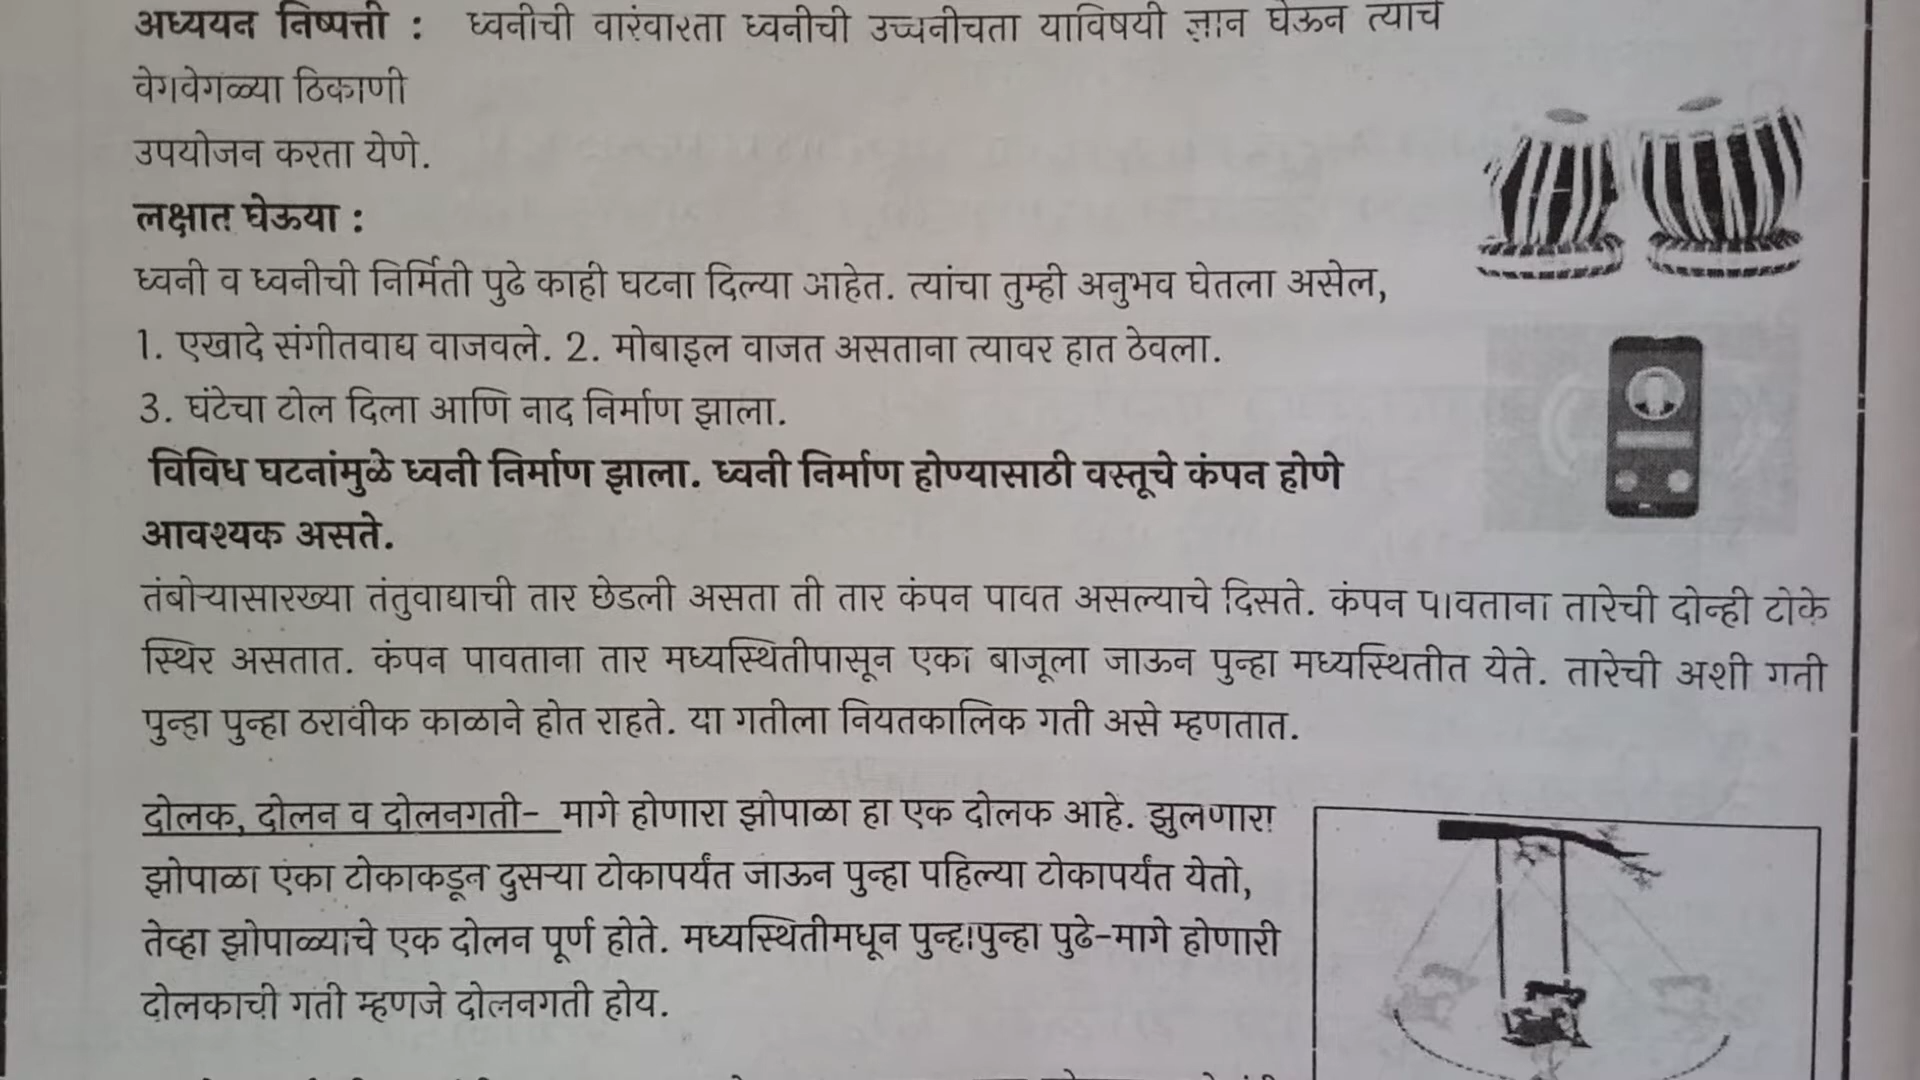 अध्ययन निष्पत्ती : ध्वनीची वारंवारता ध्वनीची उच्चनीचता याविषयी ज्ञान घेऊन त्याचे
वेगवेगळ्या ठिकाणी
उपयोजन करता येणे.
लक्षात घेऊया :
ध्वनी व ध्वनीची निर्मिती पुढे काही घटना दिल्या आहेत. त्यांचा तुम्ही अनुभव घेतला असेल,
1. एखादे संगीतवाद्य वाजवले. 2. मोबाइल वाजत असताना त्यावर हात ठेवला.
3. घंटेचा टोल दिला आणि नाद निर्माण झाला.
विविध घटनांमुळे ध्वनी निर्माण झाला. ध्वनी निर्माण होण्यासाठी वस्तूचे कंपन होणे
आवश्यक असते.
तंबोऱ्यासारख्या तंतुवाद्याची तार छेडली असता ती तार कंपन पावत असल्याचे दिसते. कंपन पावताना तारेची दोन्ही टोके
स्थिर असतात. कंपन पावताना तार मध्यस्थितीपासून एका बाजूला जाऊन पुन्हा मध्यस्थितीत येते. तारेची अशी गती
पुन्हा पुन्हा ठरावीक काळाने होत राहते. या गतीला नियतकालिक गती असे म्हणतात.
दोलक, दोलन व दोलनगती- मागे होणारा झोपाळा हा एक दोलक आहे. झुलणारा
झोपाळा एका टोकाकडून दुसऱ्या टोकापर्यंत जाऊन पुन्हा पहिल्या टोकापर्यंत येतो,
तेव्हा झोपाळ्याचे एक दोलन पूर्ण होते. मध्यस्थितीमधून पुन्हापुन्हा पुढे-मागे होणारी
दोलकाची गती म्हणजे दोलनगती होय.